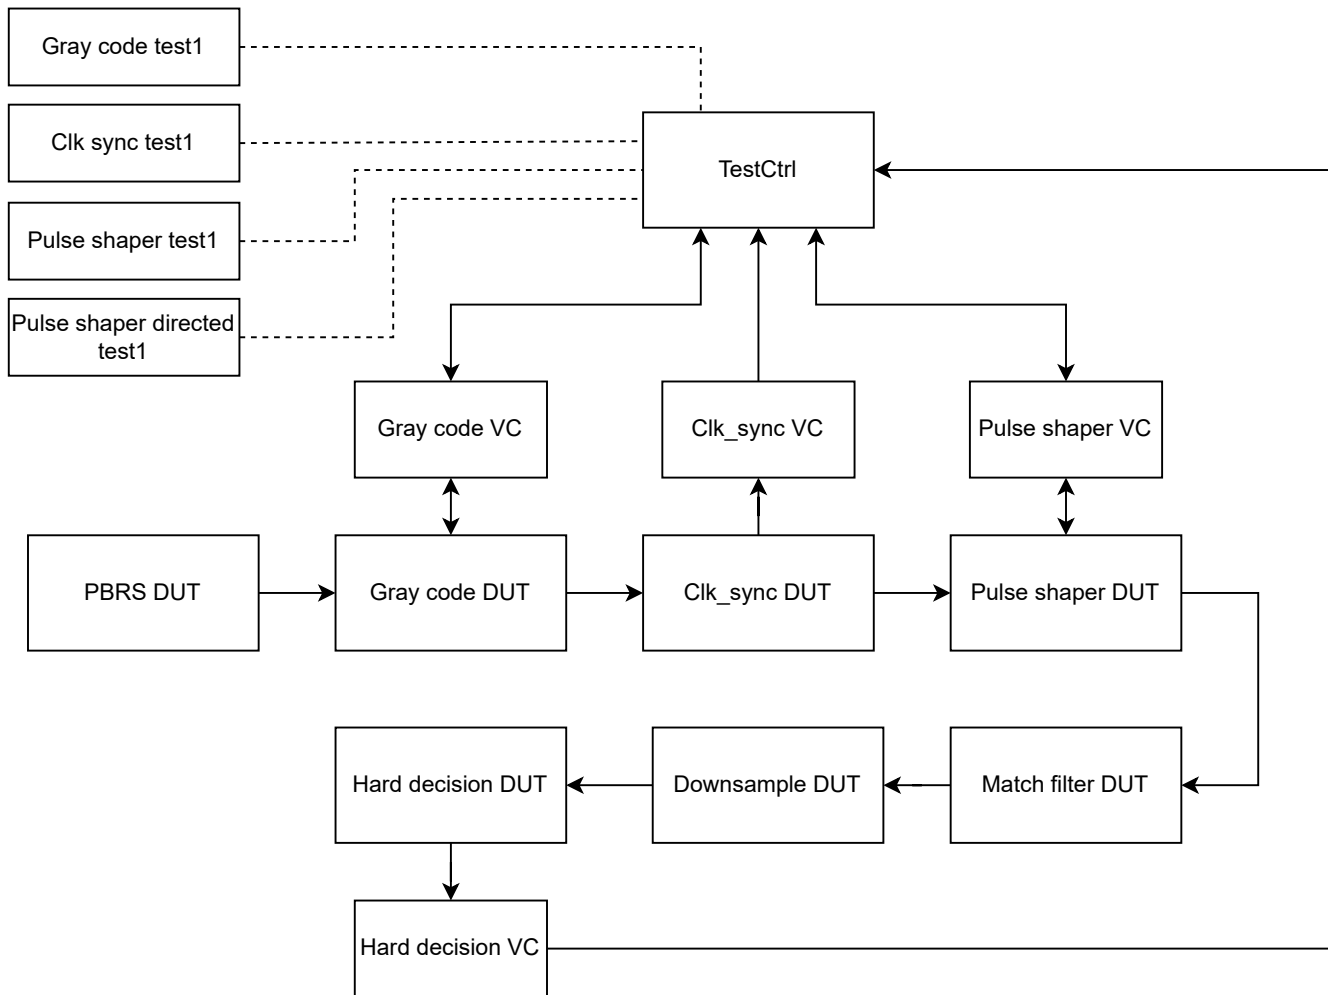 Gray code test1
Clk sync test1
Pulse shaper test1
Pulse shaper directed
test1
TestCtrl
Gray code VC
Clk_sync VC
Pulse shaper VC
PBRS DUT
Gray code DUT
Clk_sync DUT
Pulse shaper DUT
Hard decision DUT
Downsample DUT
Match filter DUT
Hard decision VC